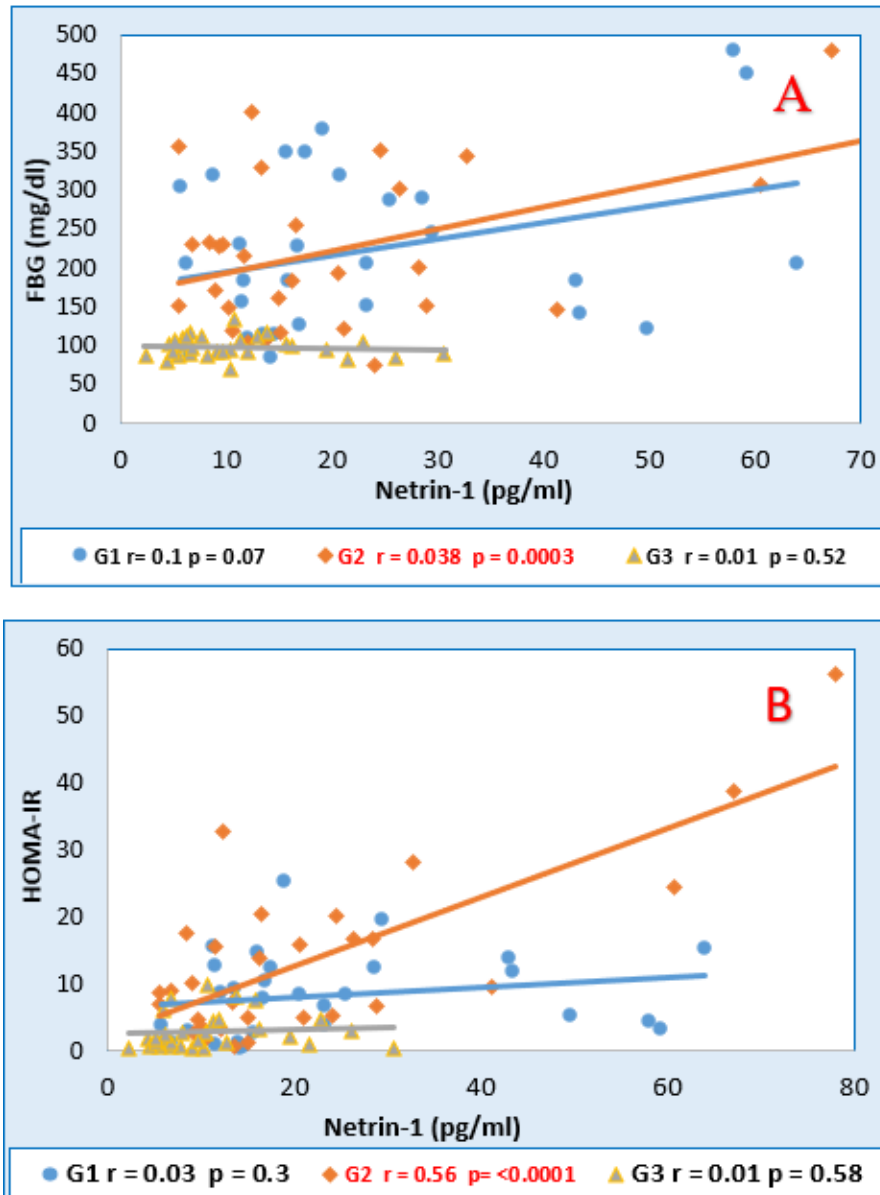 500
450
400
350
300
250
200
150
100
50
0
FBG (mg/dl)
A
0 10 20 30 40 50 60 70
Netrin-1 (pg/ml)
G1 r= 0.1 p = 0.07 G2 r = 0.038 p = 0.0003 G3 r = 0.01 p = 0.52
60
50
40
30
20
10
0
HOMA-IR
B
0 20 40 60 80
Netrin-1 (pg/ml)
G1 r = 0.03 p = 0.3 G2 r = 0.56 p= <0.0001 G3 r = 0.01 p = 0.58